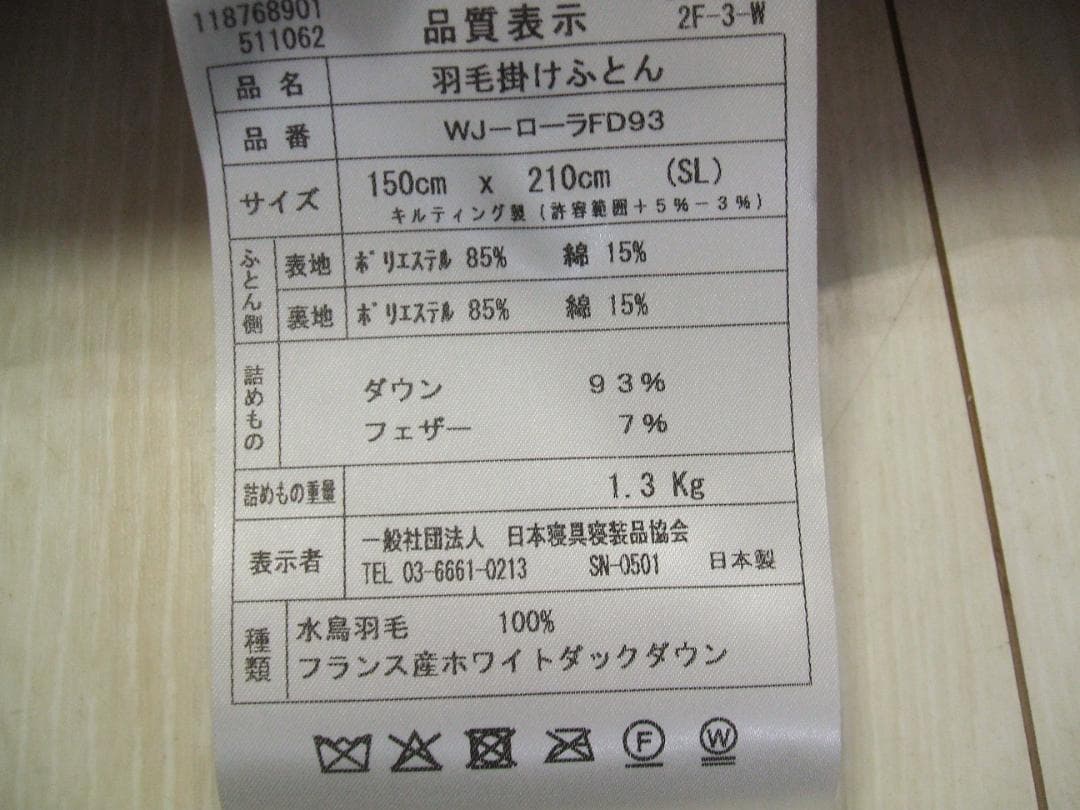 118768901
511062
品質表示
2F-3-W
品名 羽毛掛けふとん
品番 WJーローラFD93
サイズ 150cm x 210cm (SL)
キルティング製(許容範囲+5%-3%)
ふとん側
表地 ポリエステル 85% 綿 15%
裏地 ポリエステル 85% 綿 15%
詰めもの
ダウン 93%
フェザー 7%
詰めもの重量 1.3 Kg
表示者
一般社団法人 日本寝具寝装品協会
TEL 03-6661-0213 SN-0501 日本製
種類
水鳥羽毛 100%
フランス産ホワイトダックダウン
F
W